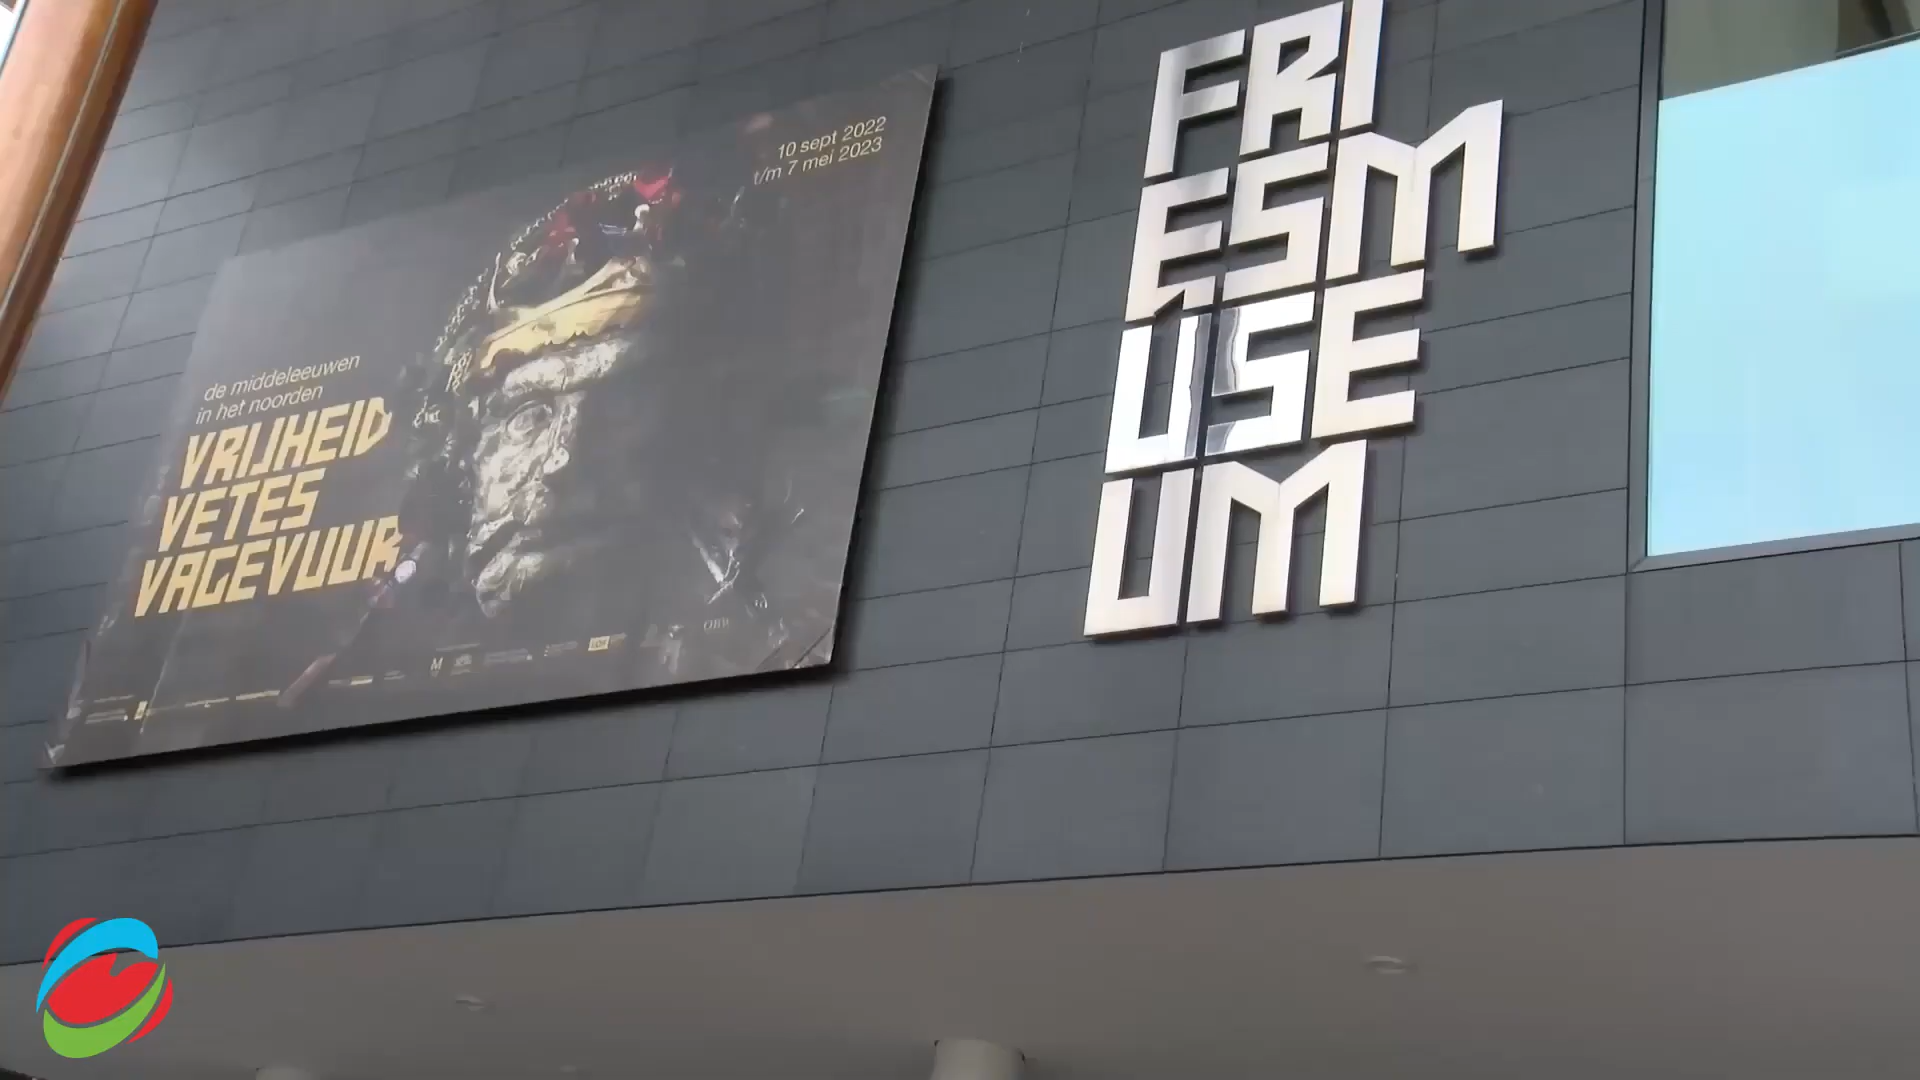 10 sept 2022
t/m 7 mei 2023
de middeleeuwen
in het noorden
VRIJHEID
VETES
VAGEVUUR
FRI
ESM
USE
UM